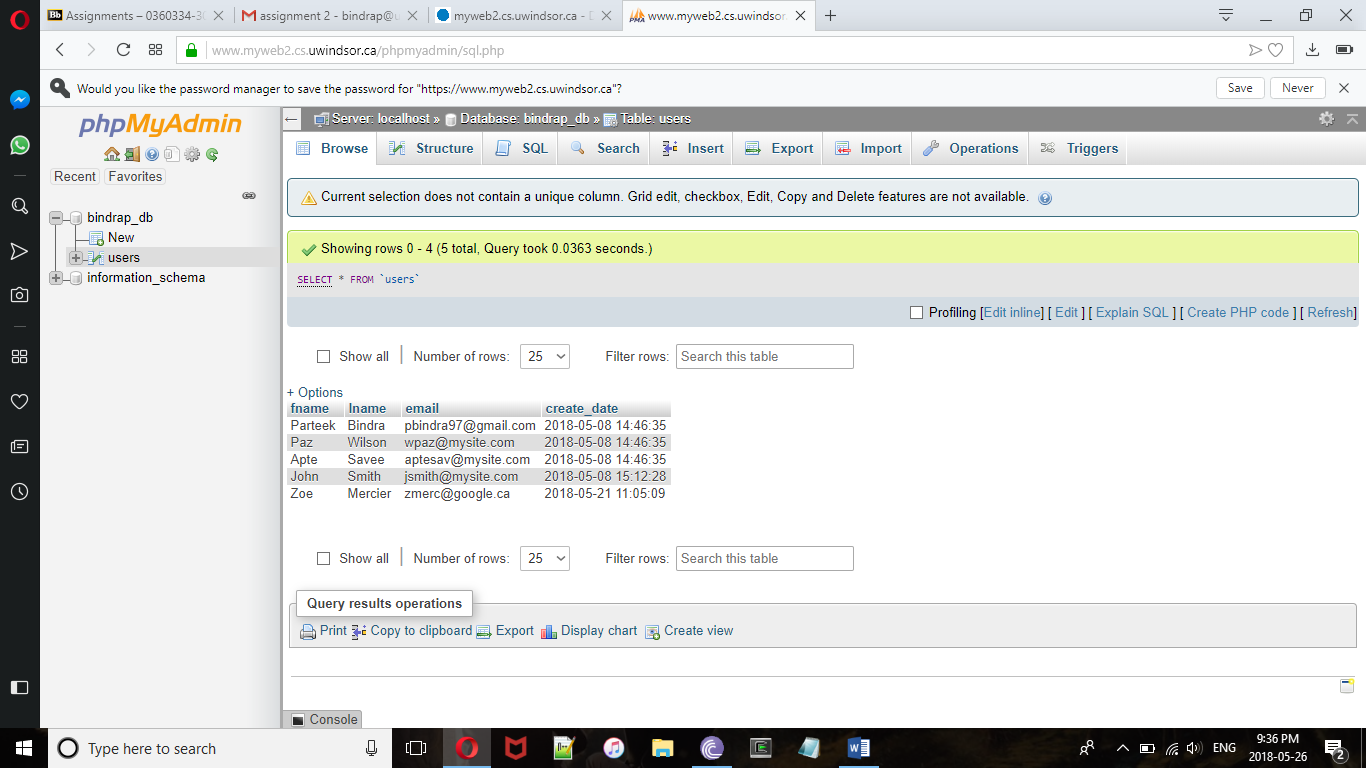 Assignments – 0360334-30
assignment 2 - bindrap@u
myweb2.cs.uwindsor.ca - D
www.myweb2.cs.uwindsor.
www.myweb2.cs.uwindsor.ca/phpmyadmin/sql.php
Would you like the password manager to save the password for "https://www.myweb2.cs.uwindsor.ca"?
Save
Never
phpMyAdmin
Recent
Favorites
bindrap_db
New
users
information_schema
Server: localhost » Database: bindrap_db » Table: users
Browse
Structure
SQL
Search
Insert
Export
Import
Operations
Triggers
Current selection does not contain a unique column. Grid edit, checkbox, Edit, Copy and Delete features are not available.
Showing rows 0 - 4 (5 total, Query took 0.0363 seconds.)
SELECT * FROM `users`
Profiling [Edit inline] [ Edit ] [ Explain SQL ] [ Create PHP code ] [ Refresh]
Show all | Number of rows: 25 Filter rows: Search this table
+ Options
fname lname email create_date
Parteek Bindra pbindra97@gmail.com 2018-05-08 14:46:35
Paz Wilson wpaz@mysite.com 2018-05-08 14:46:35
Apte Savee aptesav@mysite.com 2018-05-08 14:46:35
John Smith jsmith@mysite.com 2018-05-08 15:12:28
Zoe Mercier zmerc@google.ca 2018-05-21 11:05:09
Show all | Number of rows: 25 Filter rows: Search this table
Query results operations
Print Copy to clipboard Export Display chart Create view
Console
Type here to search
ENG
9:36 PM
2018-05-26
2